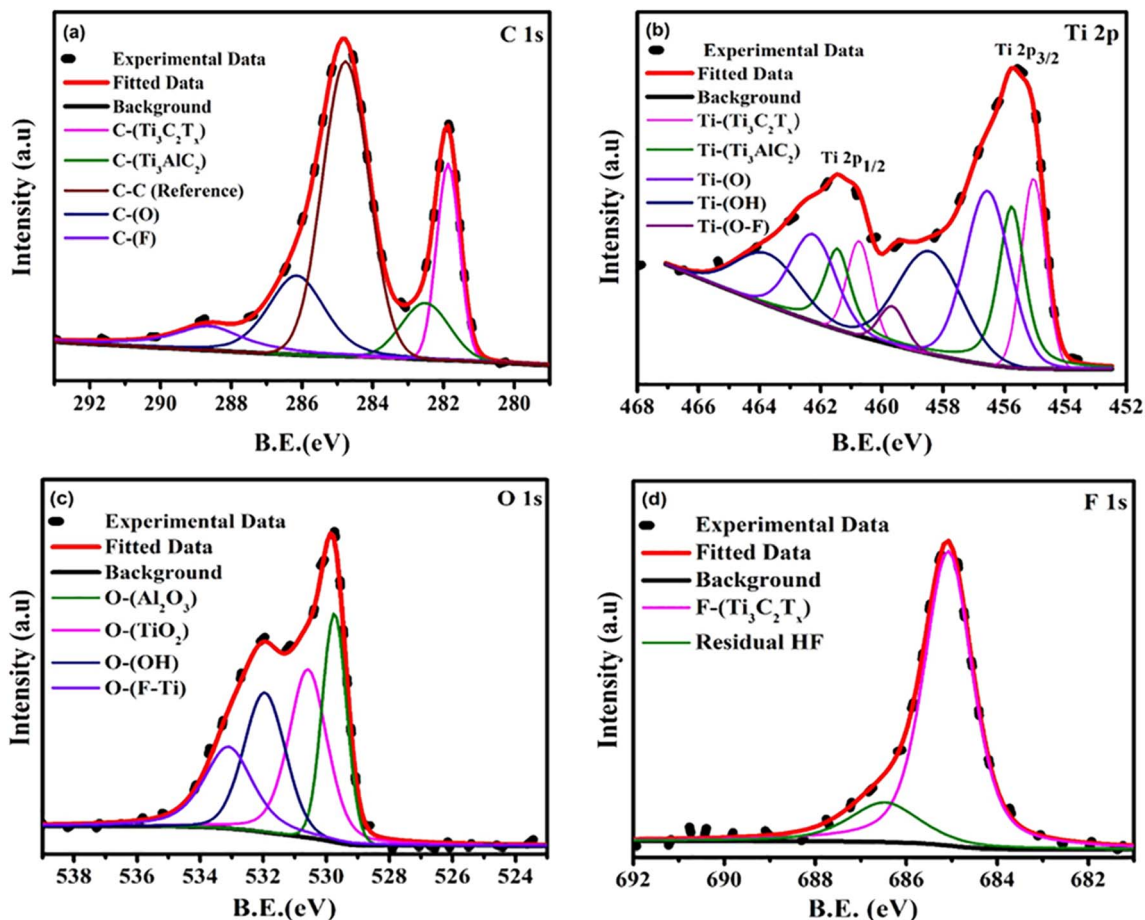 (a)
C 1s
Experimental Data
Fitted Data
Background
C-(Ti₃C₂Tₓ)
C-(Ti₃AlC₂)
C-C (Reference)
C-(O)
C-(F)
Intensity (a.u)
292 290 288 286 284 282 280
B.E.(eV)
(b)
Ti 2p
Experimental Data
Fitted Data
Background
Ti-(Ti₃C₂Tₓ)
Ti-(Ti₃AlC₂)
Ti-(O)
Ti-(OH)
Ti-(O-F)
Ti 2p₃/₂
Ti 2p₁/₂
Intensity (a.u)
468 466 464 462 460 458 456 454 452
B.E.(eV)
(c)
O 1s
Experimental Data
Fitted Data
Background
O-(Al₂O₃)
O-(TiO₂)
O-(OH)
O-(F-Ti)
Intensity (a.u)
538 536 534 532 530 528 526 524
B.E.(eV)
(d)
F 1s
Experimental Data
Fitted Data
Background
F-(Ti₃C₂Tₓ)
Residual HF
Intensity (a.u)
692 690 688 686 684 682
B.E. (eV)